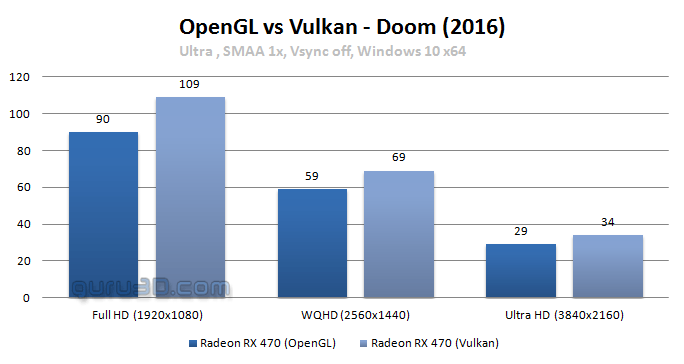 OpenGL vs Vulkan - Doom (2016)
Ultra , SMAA 1x, Vsync off, Windows 10 x64
120
100
80
60
40
20
0
90
109
59
69
29
34
guru3D.com
Full HD (1920x1080)
WQHD (2560x1440)
Ultra HD (3840x2160)
Radeon RX 470 (OpenGL)
Radeon RX 470 (Vulkan)